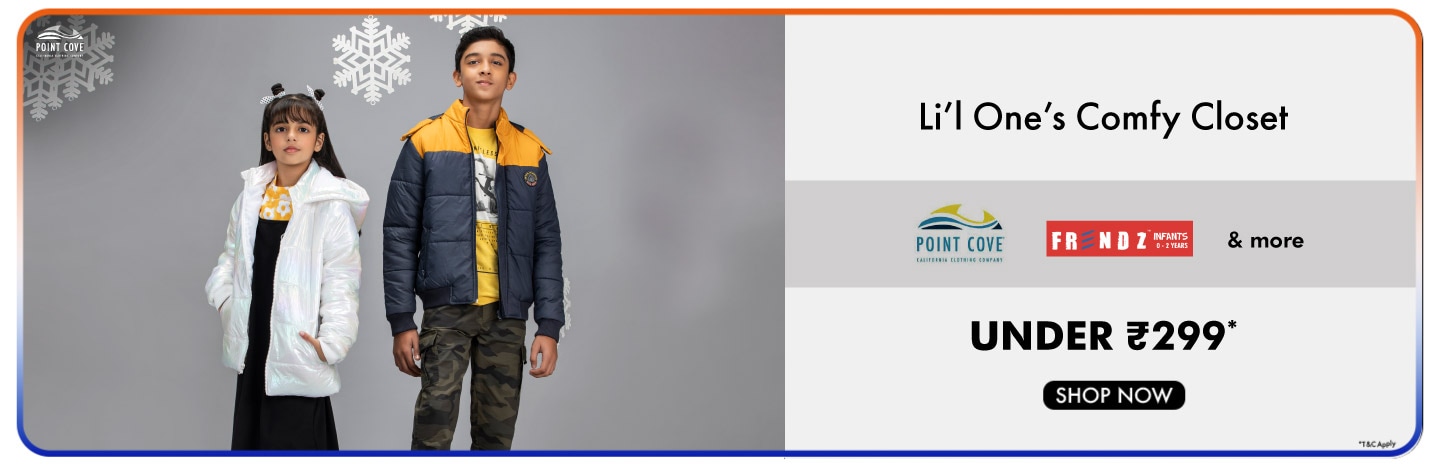 POINT COVE
CALIFORNIA CLOTHING COMPANY
Li'l One's Comfy Closet
POINT COVE
CALIFORNIA CLOTHING COMPANY
FRENDZ™ INFANTS
0 - 2 YEARS
& more
UNDER ₹299*
SHOP NOW
*T&C Apply